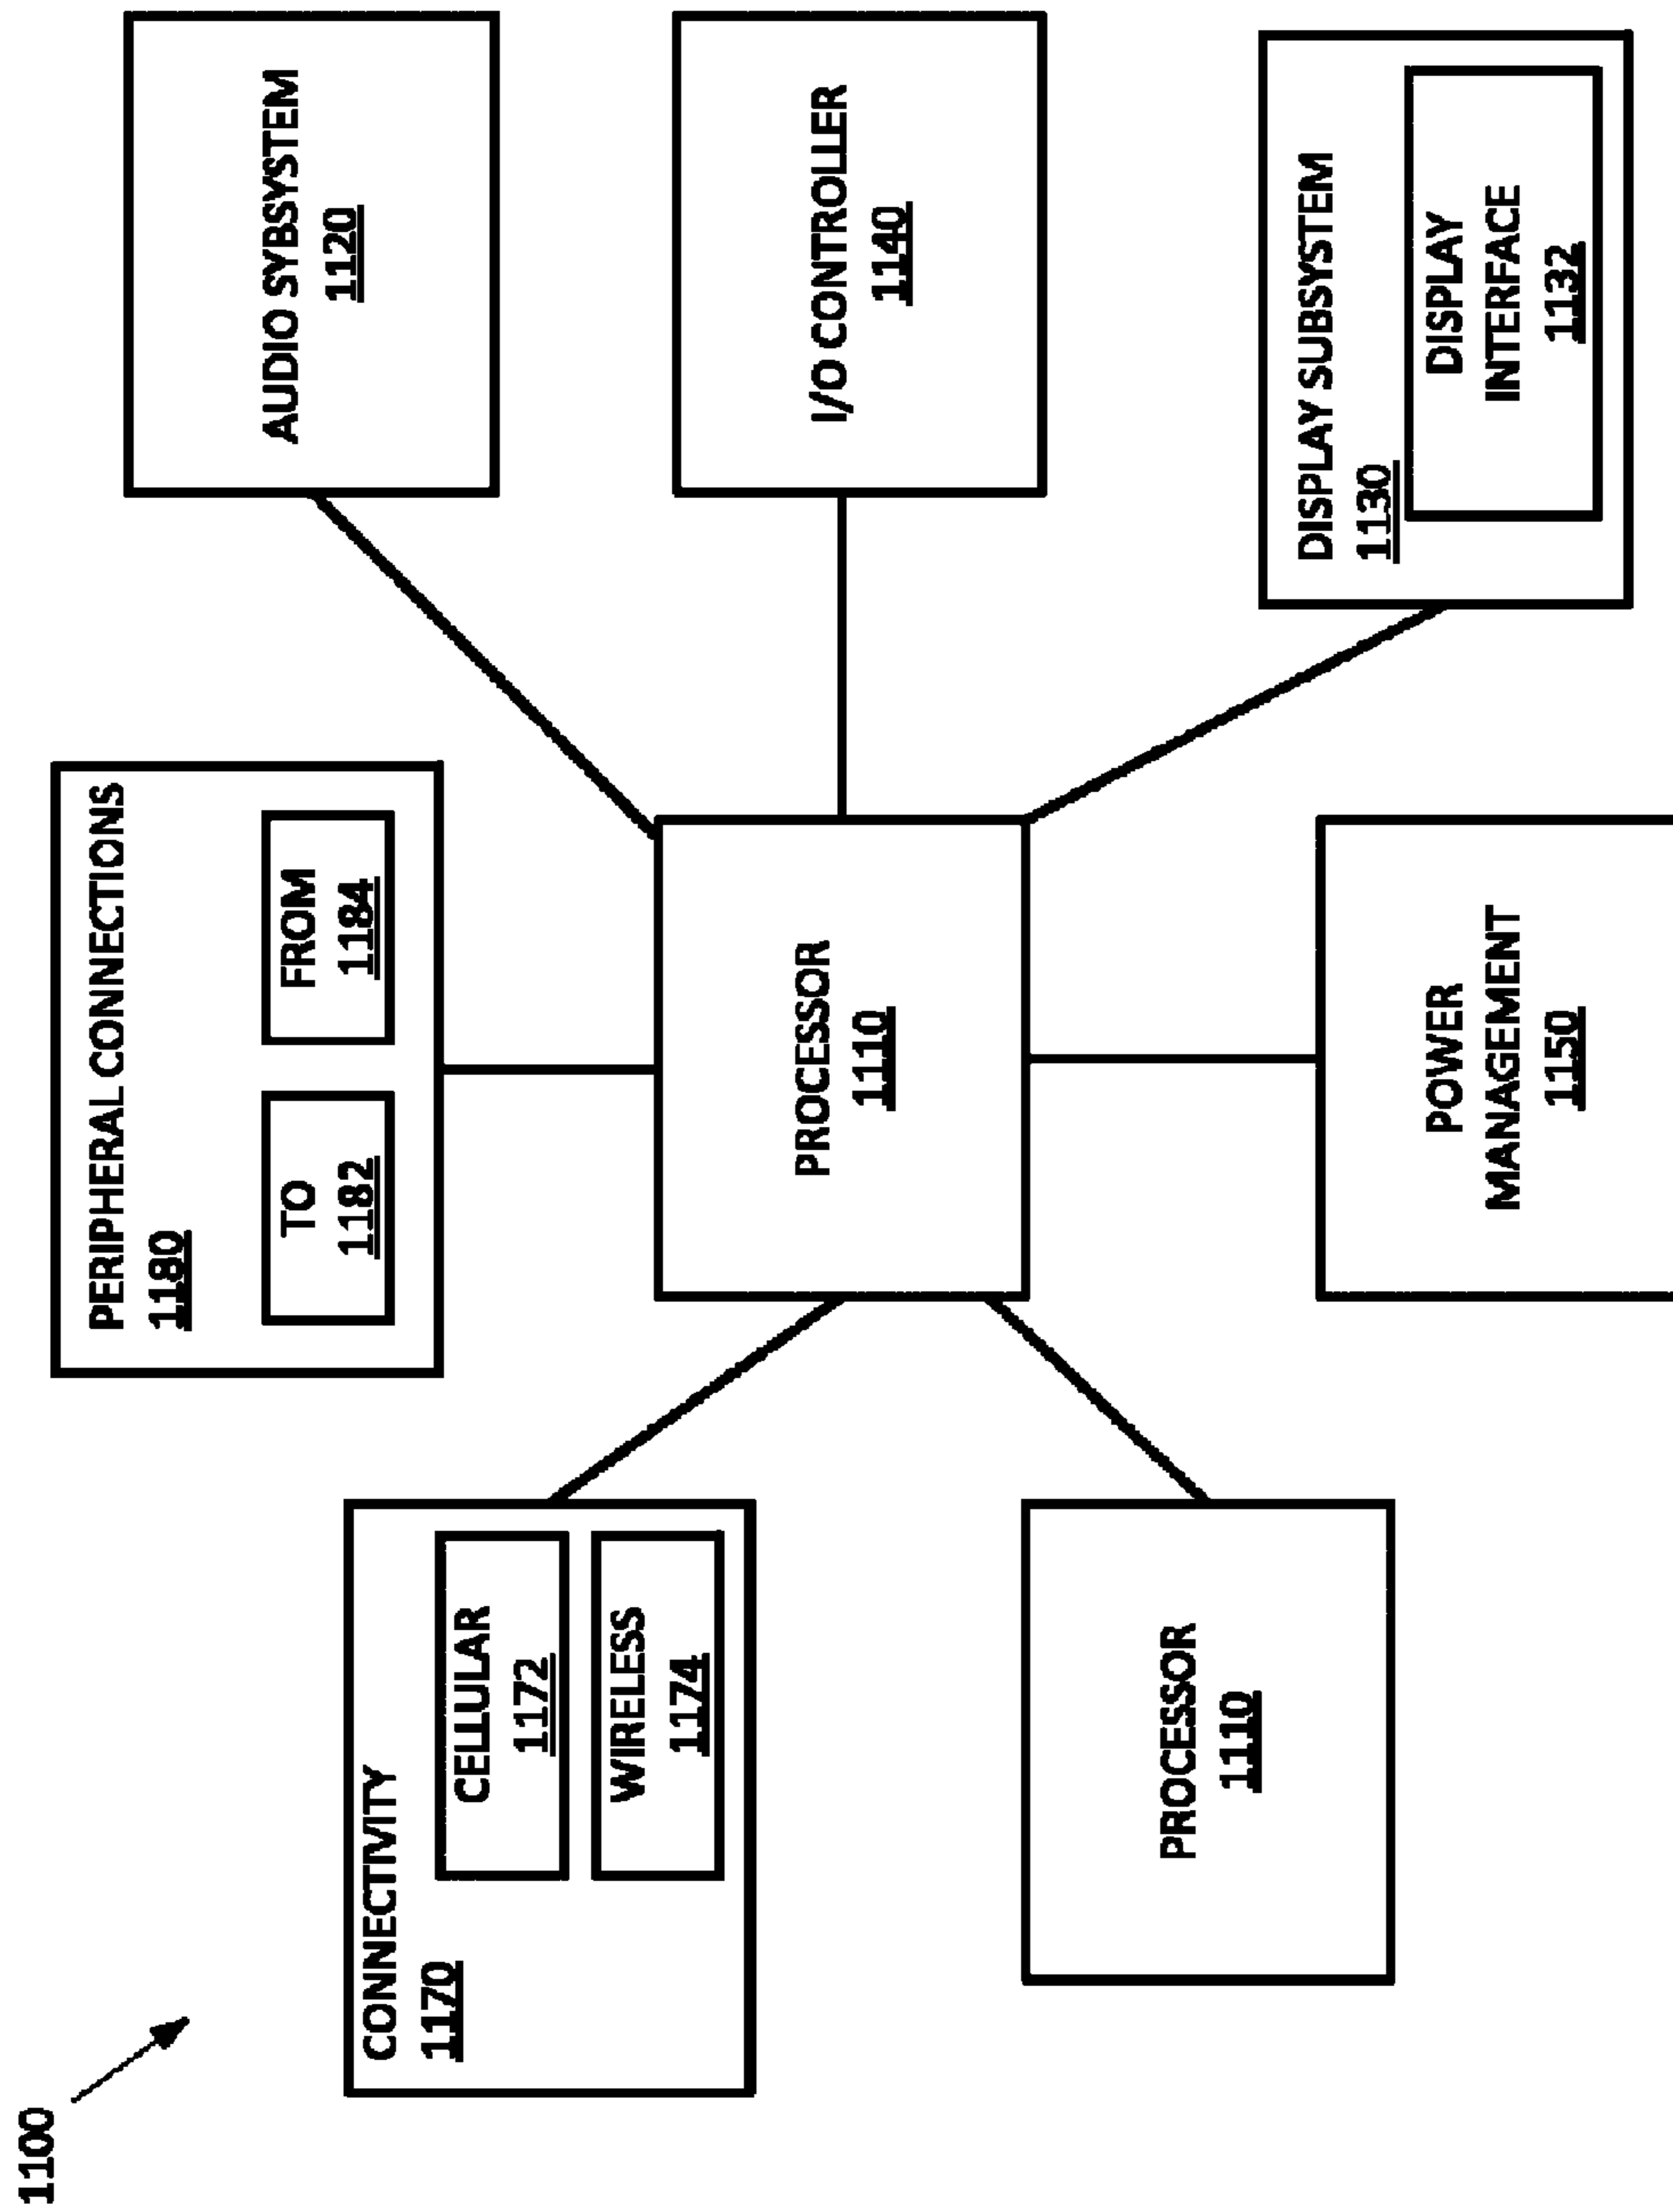 1100
PERIPHERAL CONNECTIONS
1180
TO
1182
FROM
1184
AUDIO SYBSYSTEM
1120
CONNECTIVITY
1170
CELLULAR
1172
WIRELESS
1174
PROCESSOR
1110
I/O CONTROLLER
1140
PROCESSOR
1110
POWER
MANAGEMENT
1150
DISPLAY SUBSYSTEM
1130
DISPLAY
INTERFACE
1132